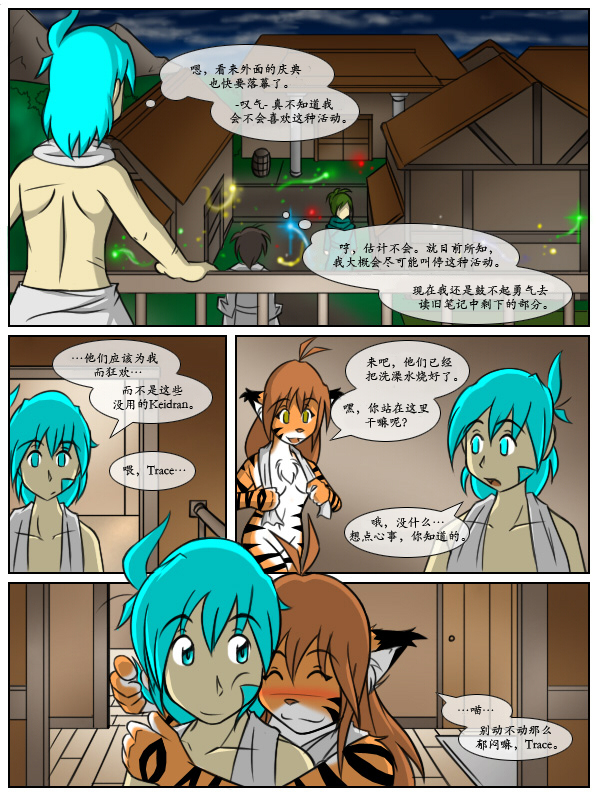 嗯，看来外面的庆典
也快要落幕了。
-叹气- 真不知道我
会不会喜欢这种活动。
哼，估计不会。就目前所知，
我大概会尽可能叫停这种活动。
现在我还是鼓不起勇气去
读旧笔记中剩下的部分。
…他们应该为我
而狂欢…
而不是这些
没用的Keidran。
喂，Trace…
来吧，他们已经
把洗澡水烧好了。
嘿，你站在这里
干嘛呢？
哦，没什么…
想点心事，你知道的。
…喵…
别动不动那么
郁闷嘛，Trace。